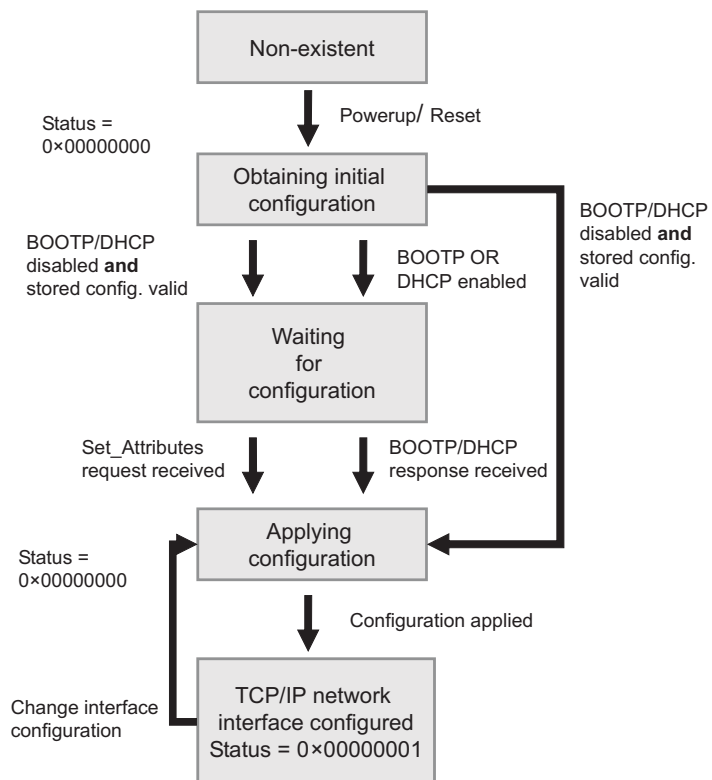 Non-existent
Powerup/ Reset
Status =
0×00000000
Obtaining initial
configuration
BOOTP/DHCP
disabled and
stored config. valid
BOOTP OR
DHCP enabled
BOOTP/DHCP
disabled and
stored config.
valid
Waiting
for
configuration
Set_Attributes
request received
BOOTP/DHCP
response received
Applying
configuration
Status =
0×00000000
Configuration applied
TCP/IP network
interface configured
Status = 0×00000001
Change interface
configuration